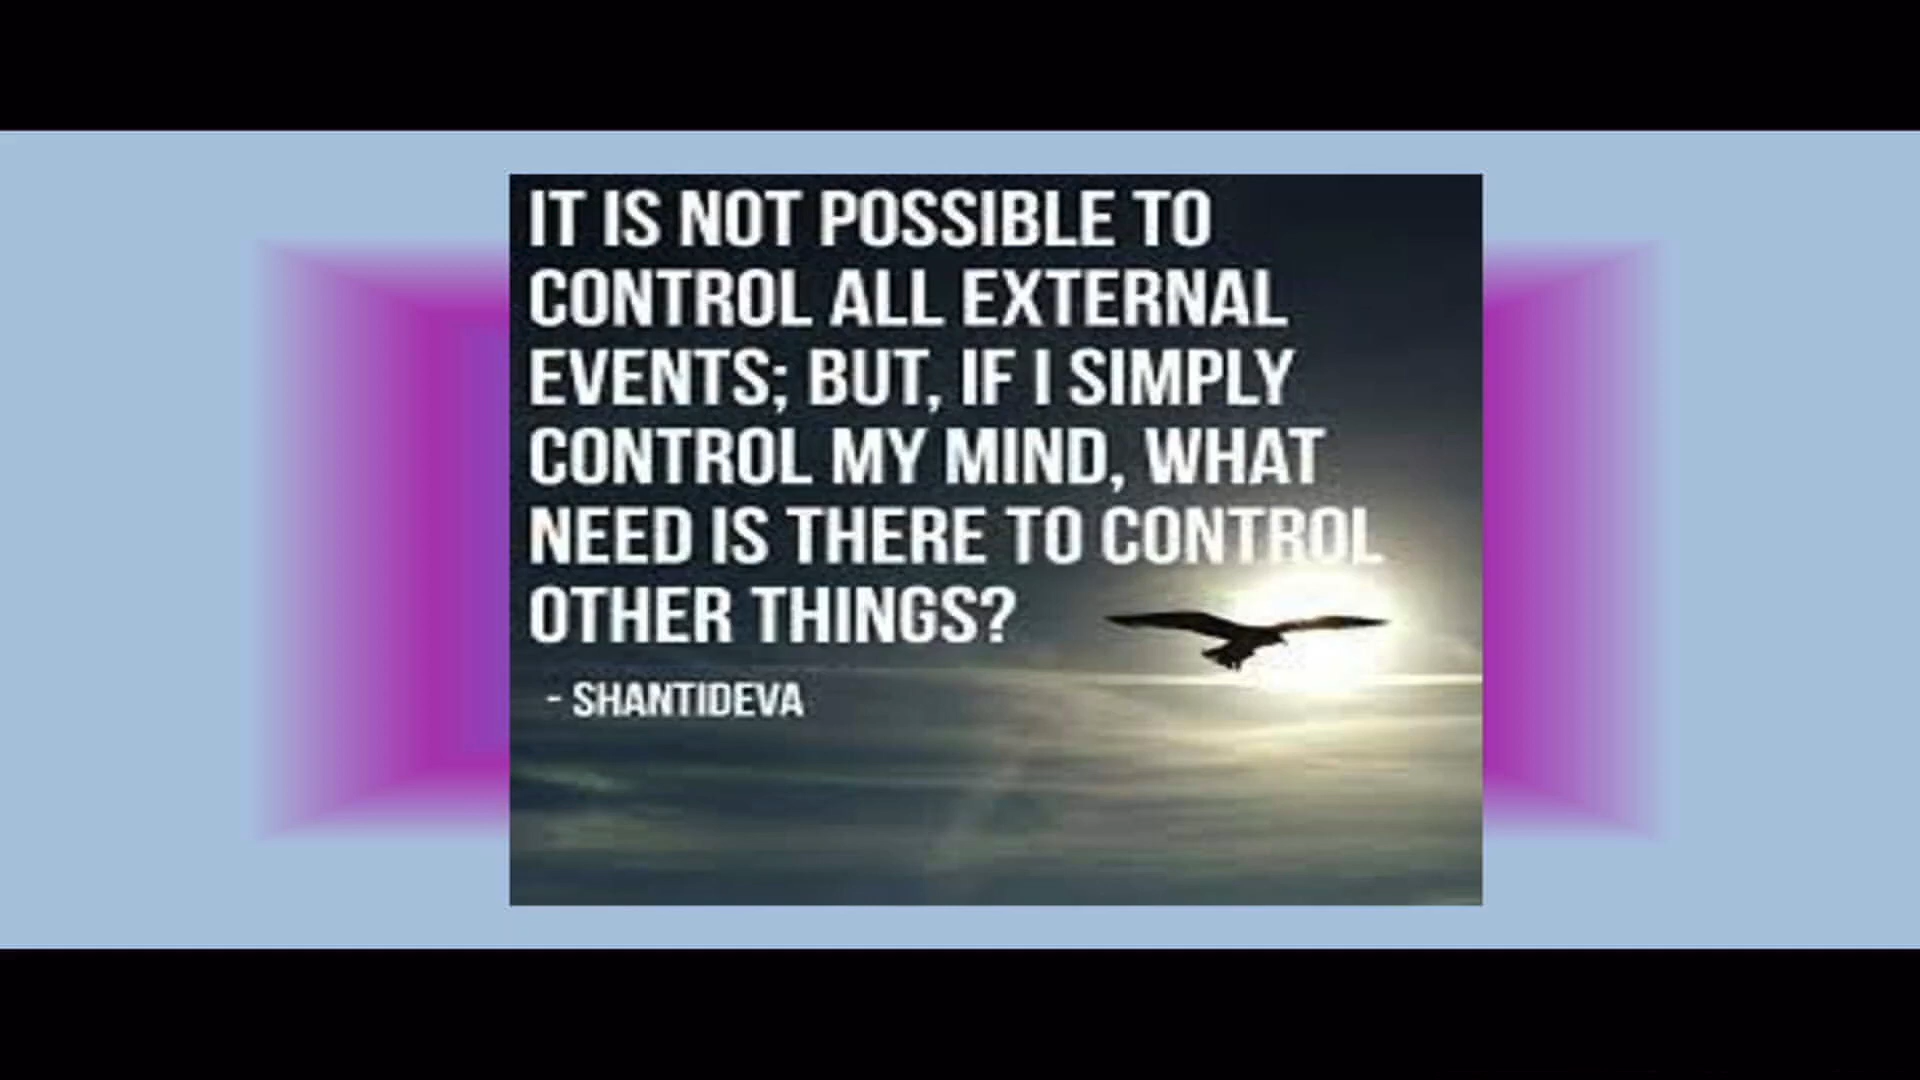 IT IS NOT POSSIBLE TO
CONTROL ALL EXTERNAL
EVENTS; BUT, IF I SIMPLY
CONTROL MY MIND, WHAT
NEED IS THERE TO CONTROL
OTHER THINGS?
- SHANTIDEVA